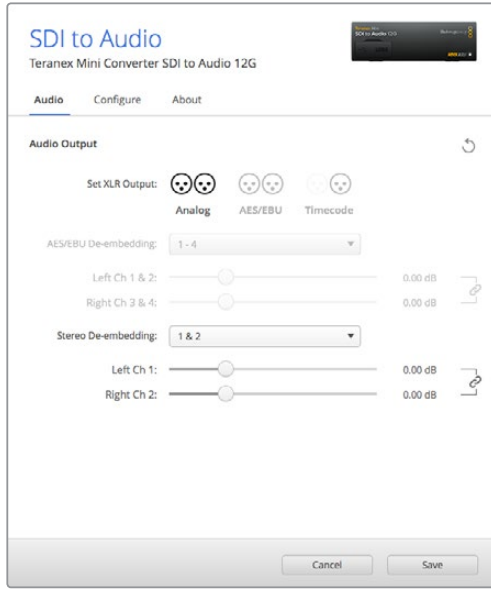 SDI to Audio
Teranex Mini Converter SDI to Audio 12G
Audio Configure About
Audio Output
Set XLR Output:
Analog AES/EBU Timecode
AES/EBU De-embedding: 1 - 4
Left Ch 1 & 2: 0.00 dB
Right Ch 3 & 4: 0.00 dB
Stereo De-embedding: 1 & 2
Left Ch 1: 0.00 dB
Right Ch 2: 0.00 dB
Cancel Save